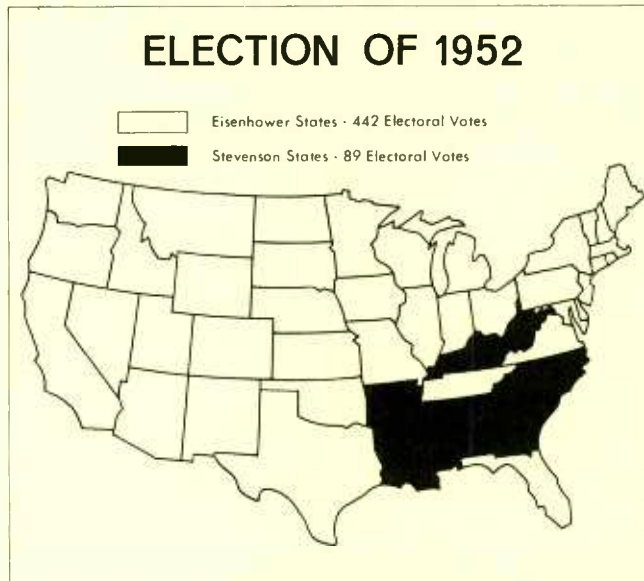 ELECTION OF 1952
Eisenhower States - 442 Electoral Votes
Stevenson States - 89 Electoral Votes